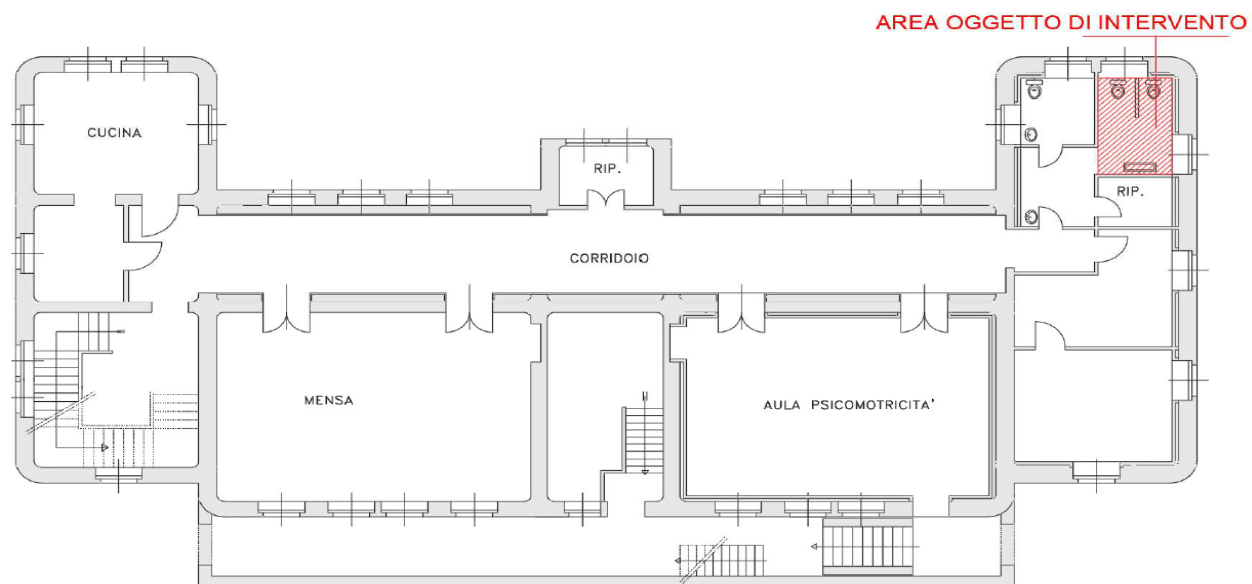 AREA OGGETTO DI INTERVENTO
CUCINA
RIP.
RIP.
CORRIDOIO
MENSA
AULA PSICOMOTRICITA'